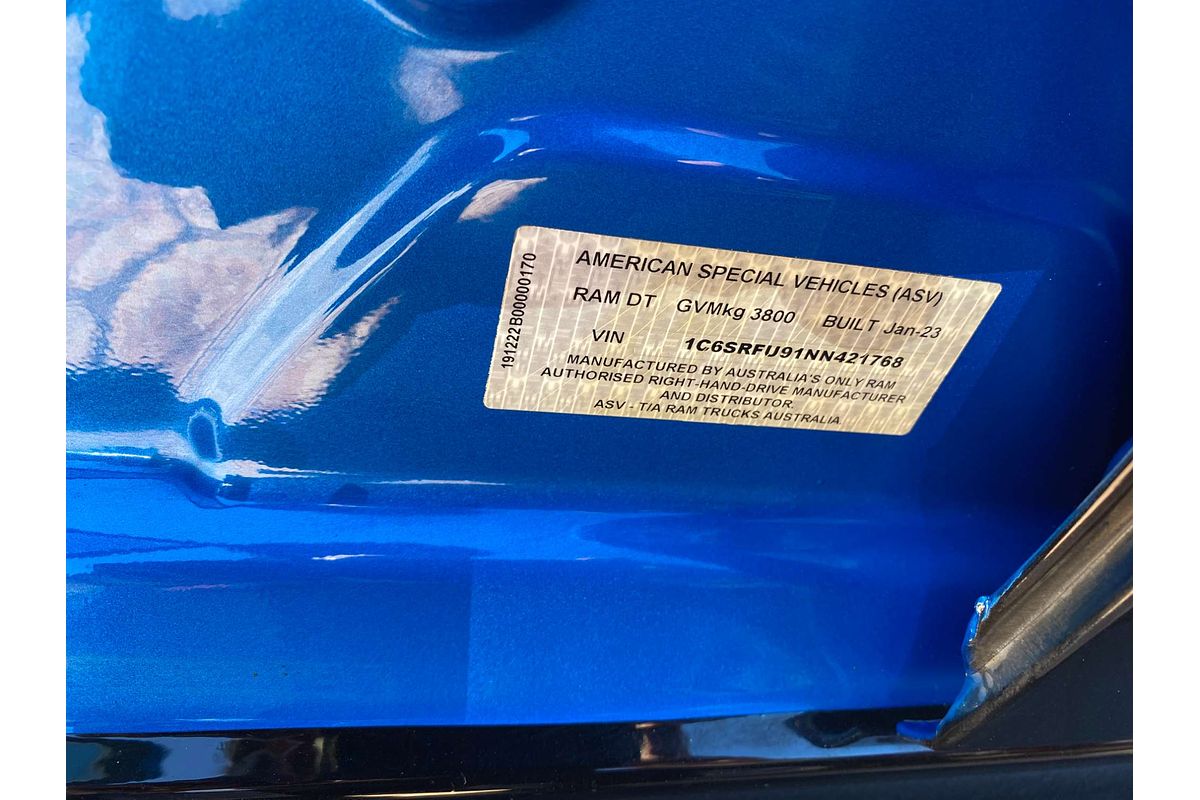 191222B00000170
AMERICAN SPECIAL VEHICLES (ASV)
RAM DT GVMkg 3800 BUILT Jan-23
VIN 1C6SRFU91NN421768
MANUFACTURED BY AUSTRALIA'S ONLY RAM
AUTHORISED RIGHT-HAND-DRIVE MANUFACTURER
AND DISTRIBUTOR.
ASV - T/A RAM TRUCKS AUSTRALIA.